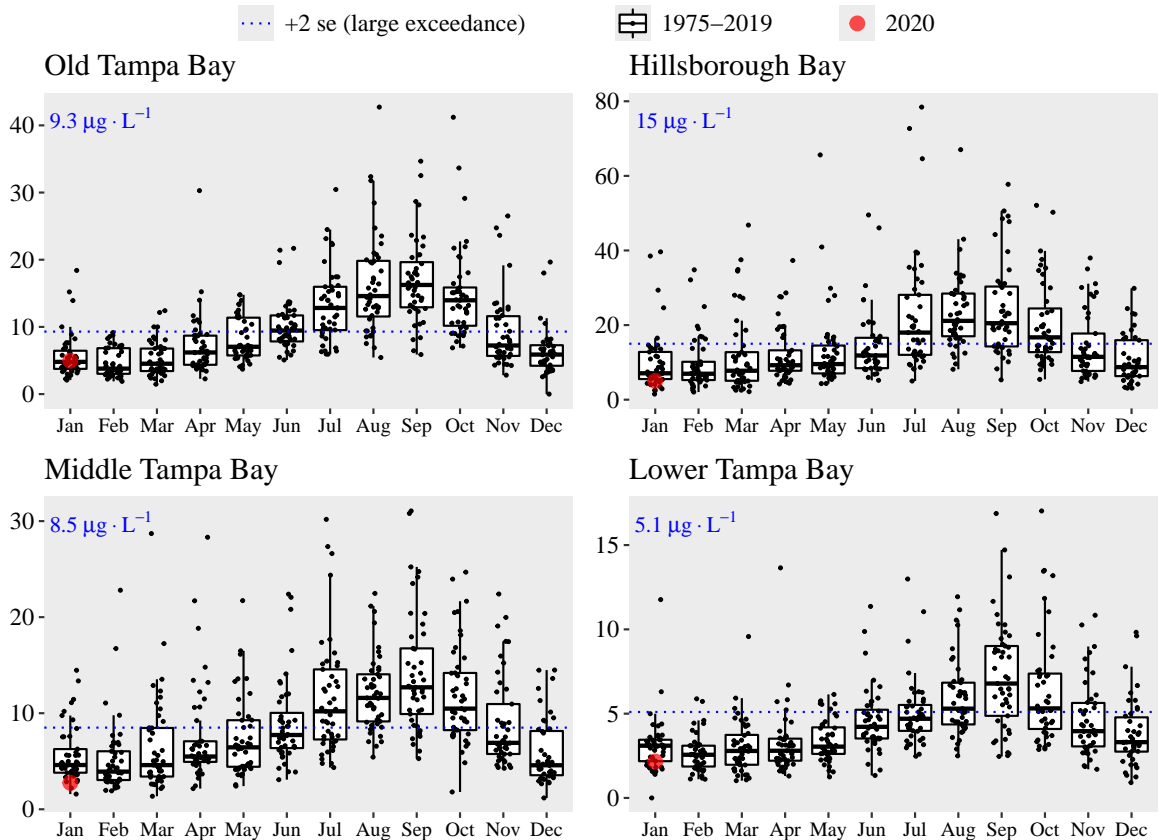 +2 se (large exceedance) 1975–2019 2020
Old Tampa Bay
9.3 μg · L⁻¹
40
30
20
10
0
Jan Feb Mar Apr May Jun Jul Aug Sep Oct Nov Dec
Hillsborough Bay
15 μg · L⁻¹
80
60
40
20
0
Jan Feb Mar Apr May Jun Jul Aug Sep Oct Nov Dec
Middle Tampa Bay
8.5 μg · L⁻¹
30
20
10
0
Jan Feb Mar Apr May Jun Jul Aug Sep Oct Nov Dec
Lower Tampa Bay
5.1 μg · L⁻¹
15
10
5
0
Jan Feb Mar Apr May Jun Jul Aug Sep Oct Nov Dec